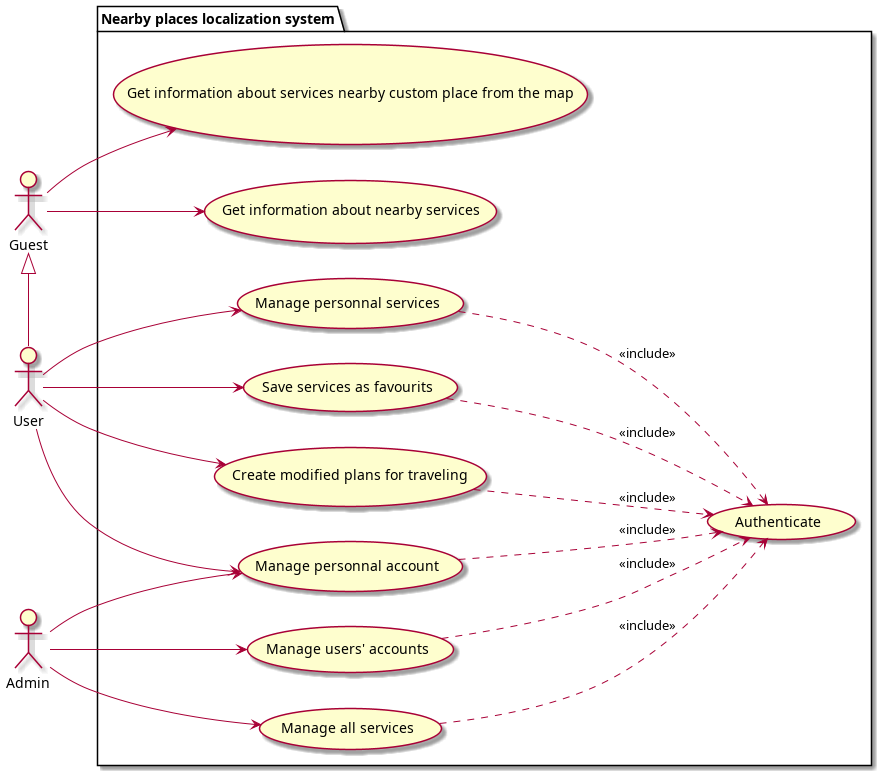 Nearby places localization system
Get information about services nearby custom place from the map
Guest
Get information about nearby services
Manage personnal services
«include»
User
Save services as favourits
«include»
Create modified plans for traveling
«include»
Authenticate
«include»
Manage personnal account
«include»
Admin
Manage users' accounts
«include»
Manage all services